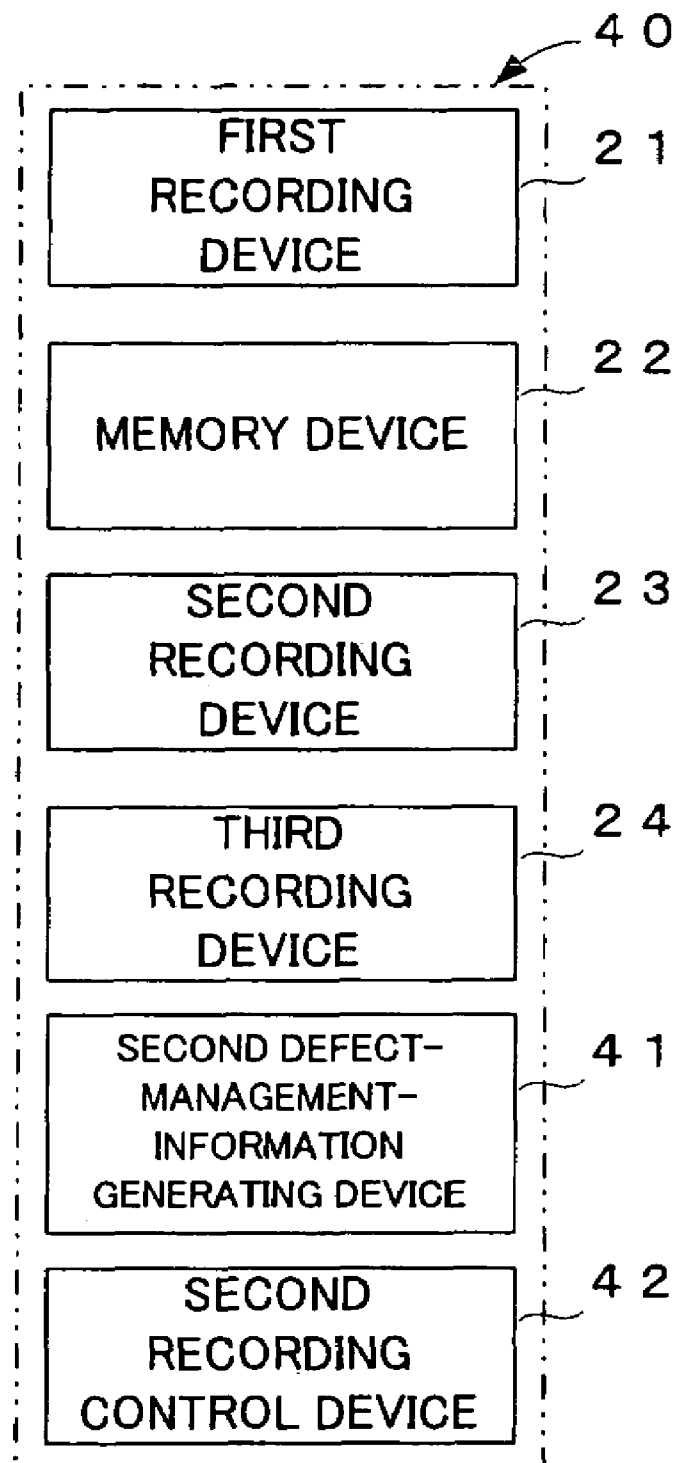 40
FIRST
RECORDING
DEVICE
21
MEMORY DEVICE
22
SECOND
RECORDING
DEVICE
23
THIRD
RECORDING
DEVICE
24
SECOND DEFECT-
MANAGEMENT-
INFORMATION
GENERATING DEVICE
41
SECOND
RECORDING
CONTROL DEVICE
42